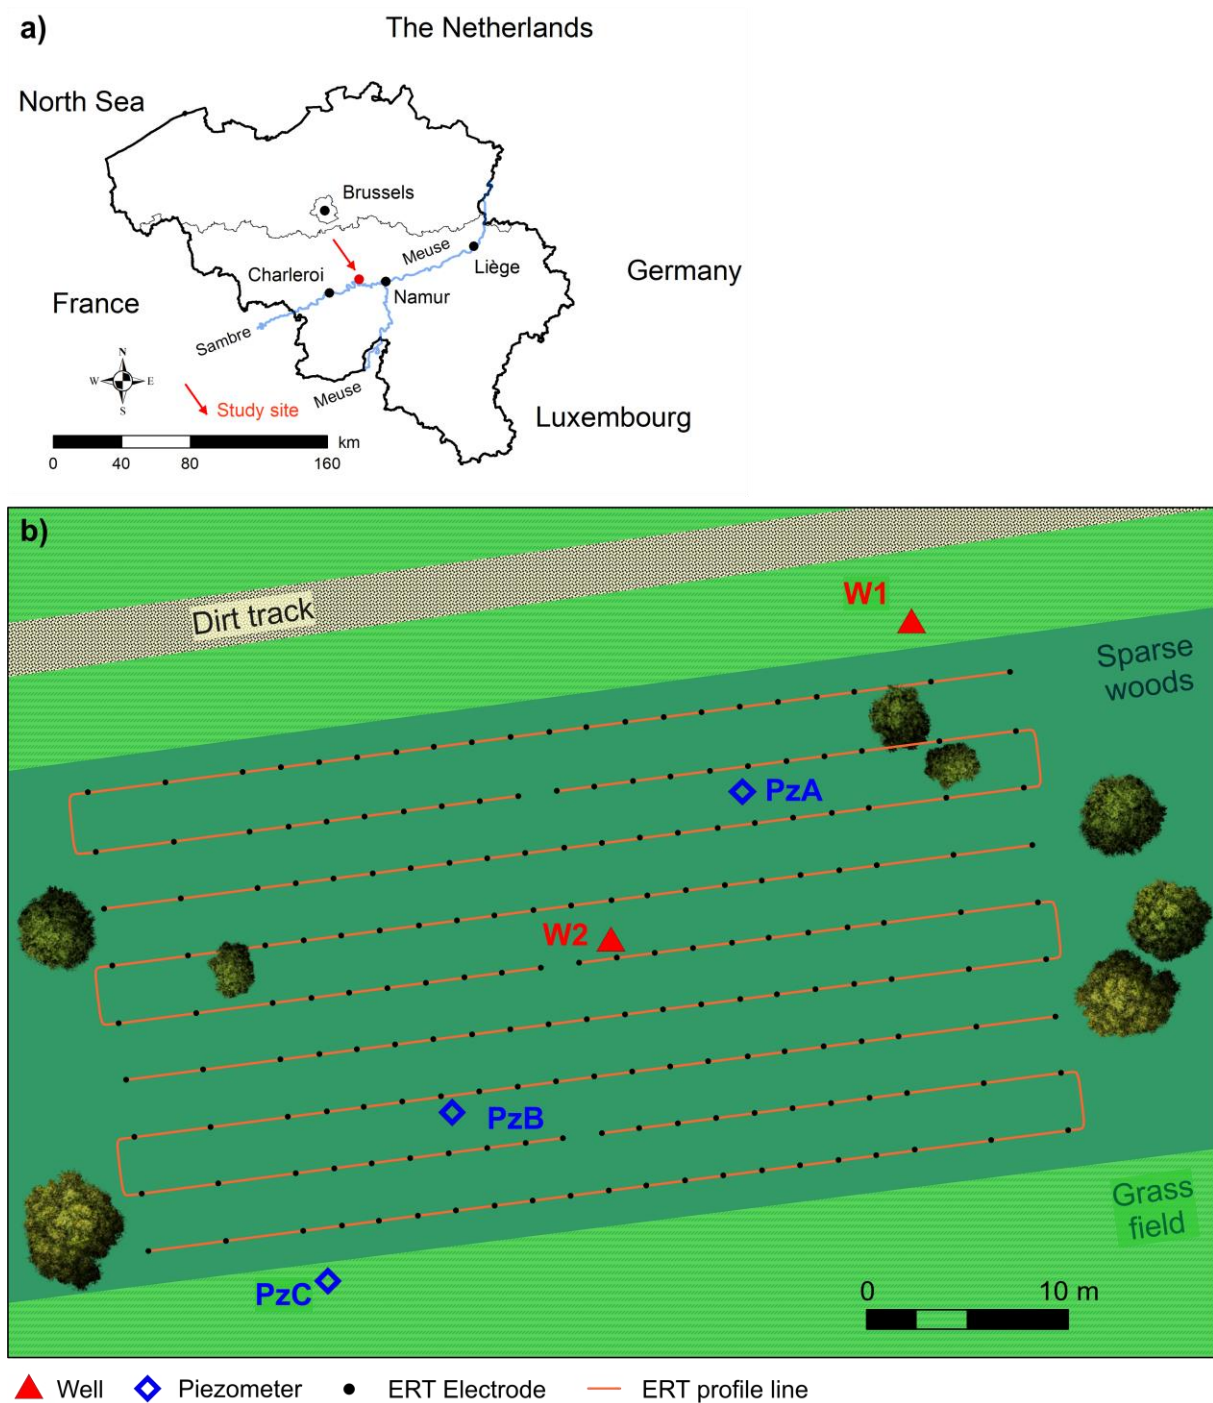 a)
The Netherlands
North Sea
Brussels
Meuse
Liège
Germany
Charleroi
Namur
France
Sambre
N
W E
S
Study site
Meuse
Luxembourg
km
0 40 80 160
b)
Dirt track
W1
Sparse
woods
PzA
W2
PzB
Grass
field
PzC
0 10 m
Well Piezometer ERT Electrode ERT profile line